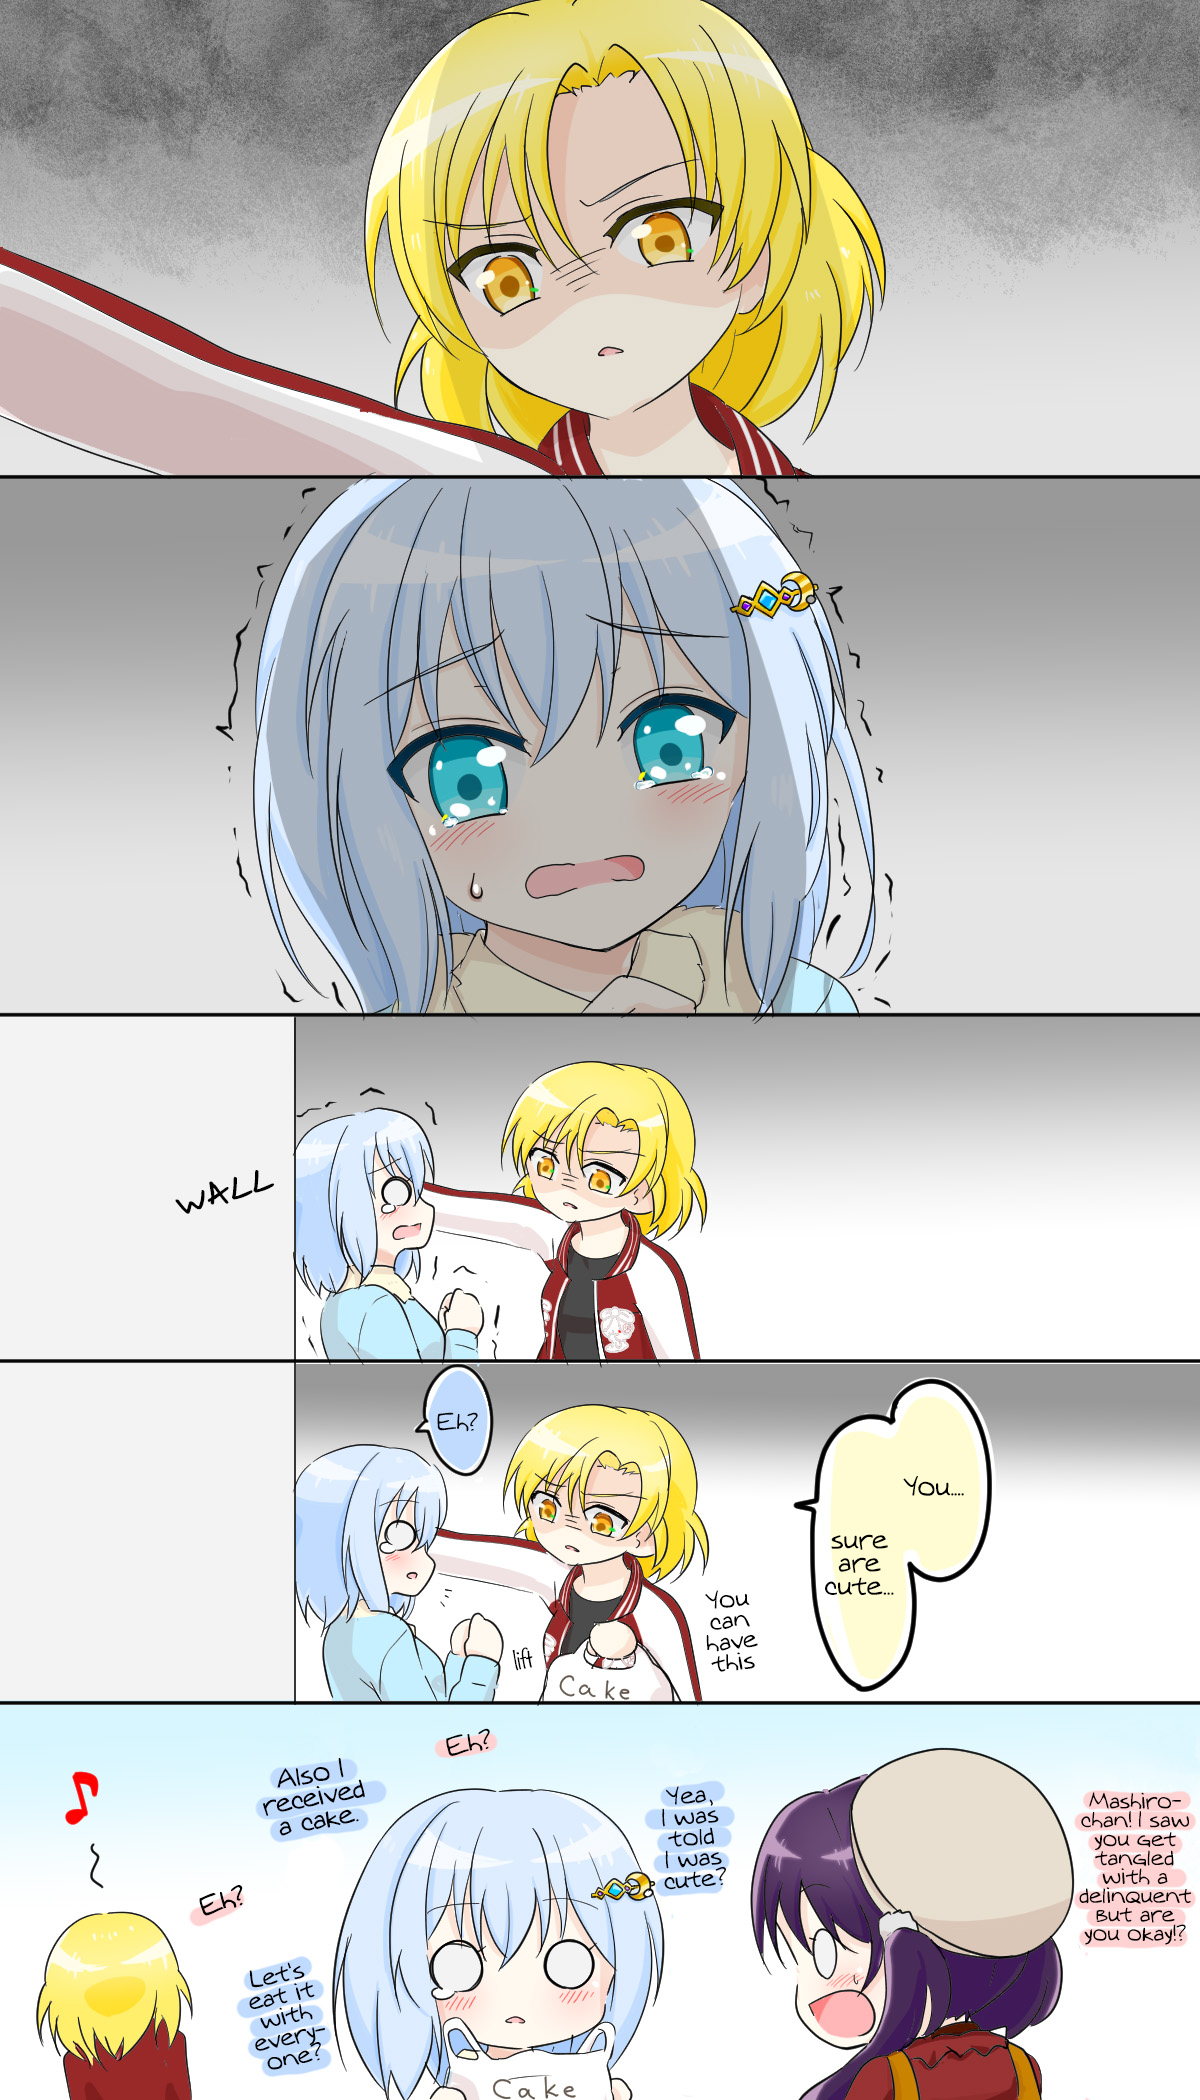 WALL
You....
sure
are
cute...
Eh?
You
can
have
this
lift
Cake
Mashiro-
chan! I saw
you get
tangled
with a
delinquent
But are
you okay!?
Yea,
I was
told
I was
cute?
Eh?
Also I
received
a cake.
Eh?
Let's
eat it
with
every-
one?
Cake